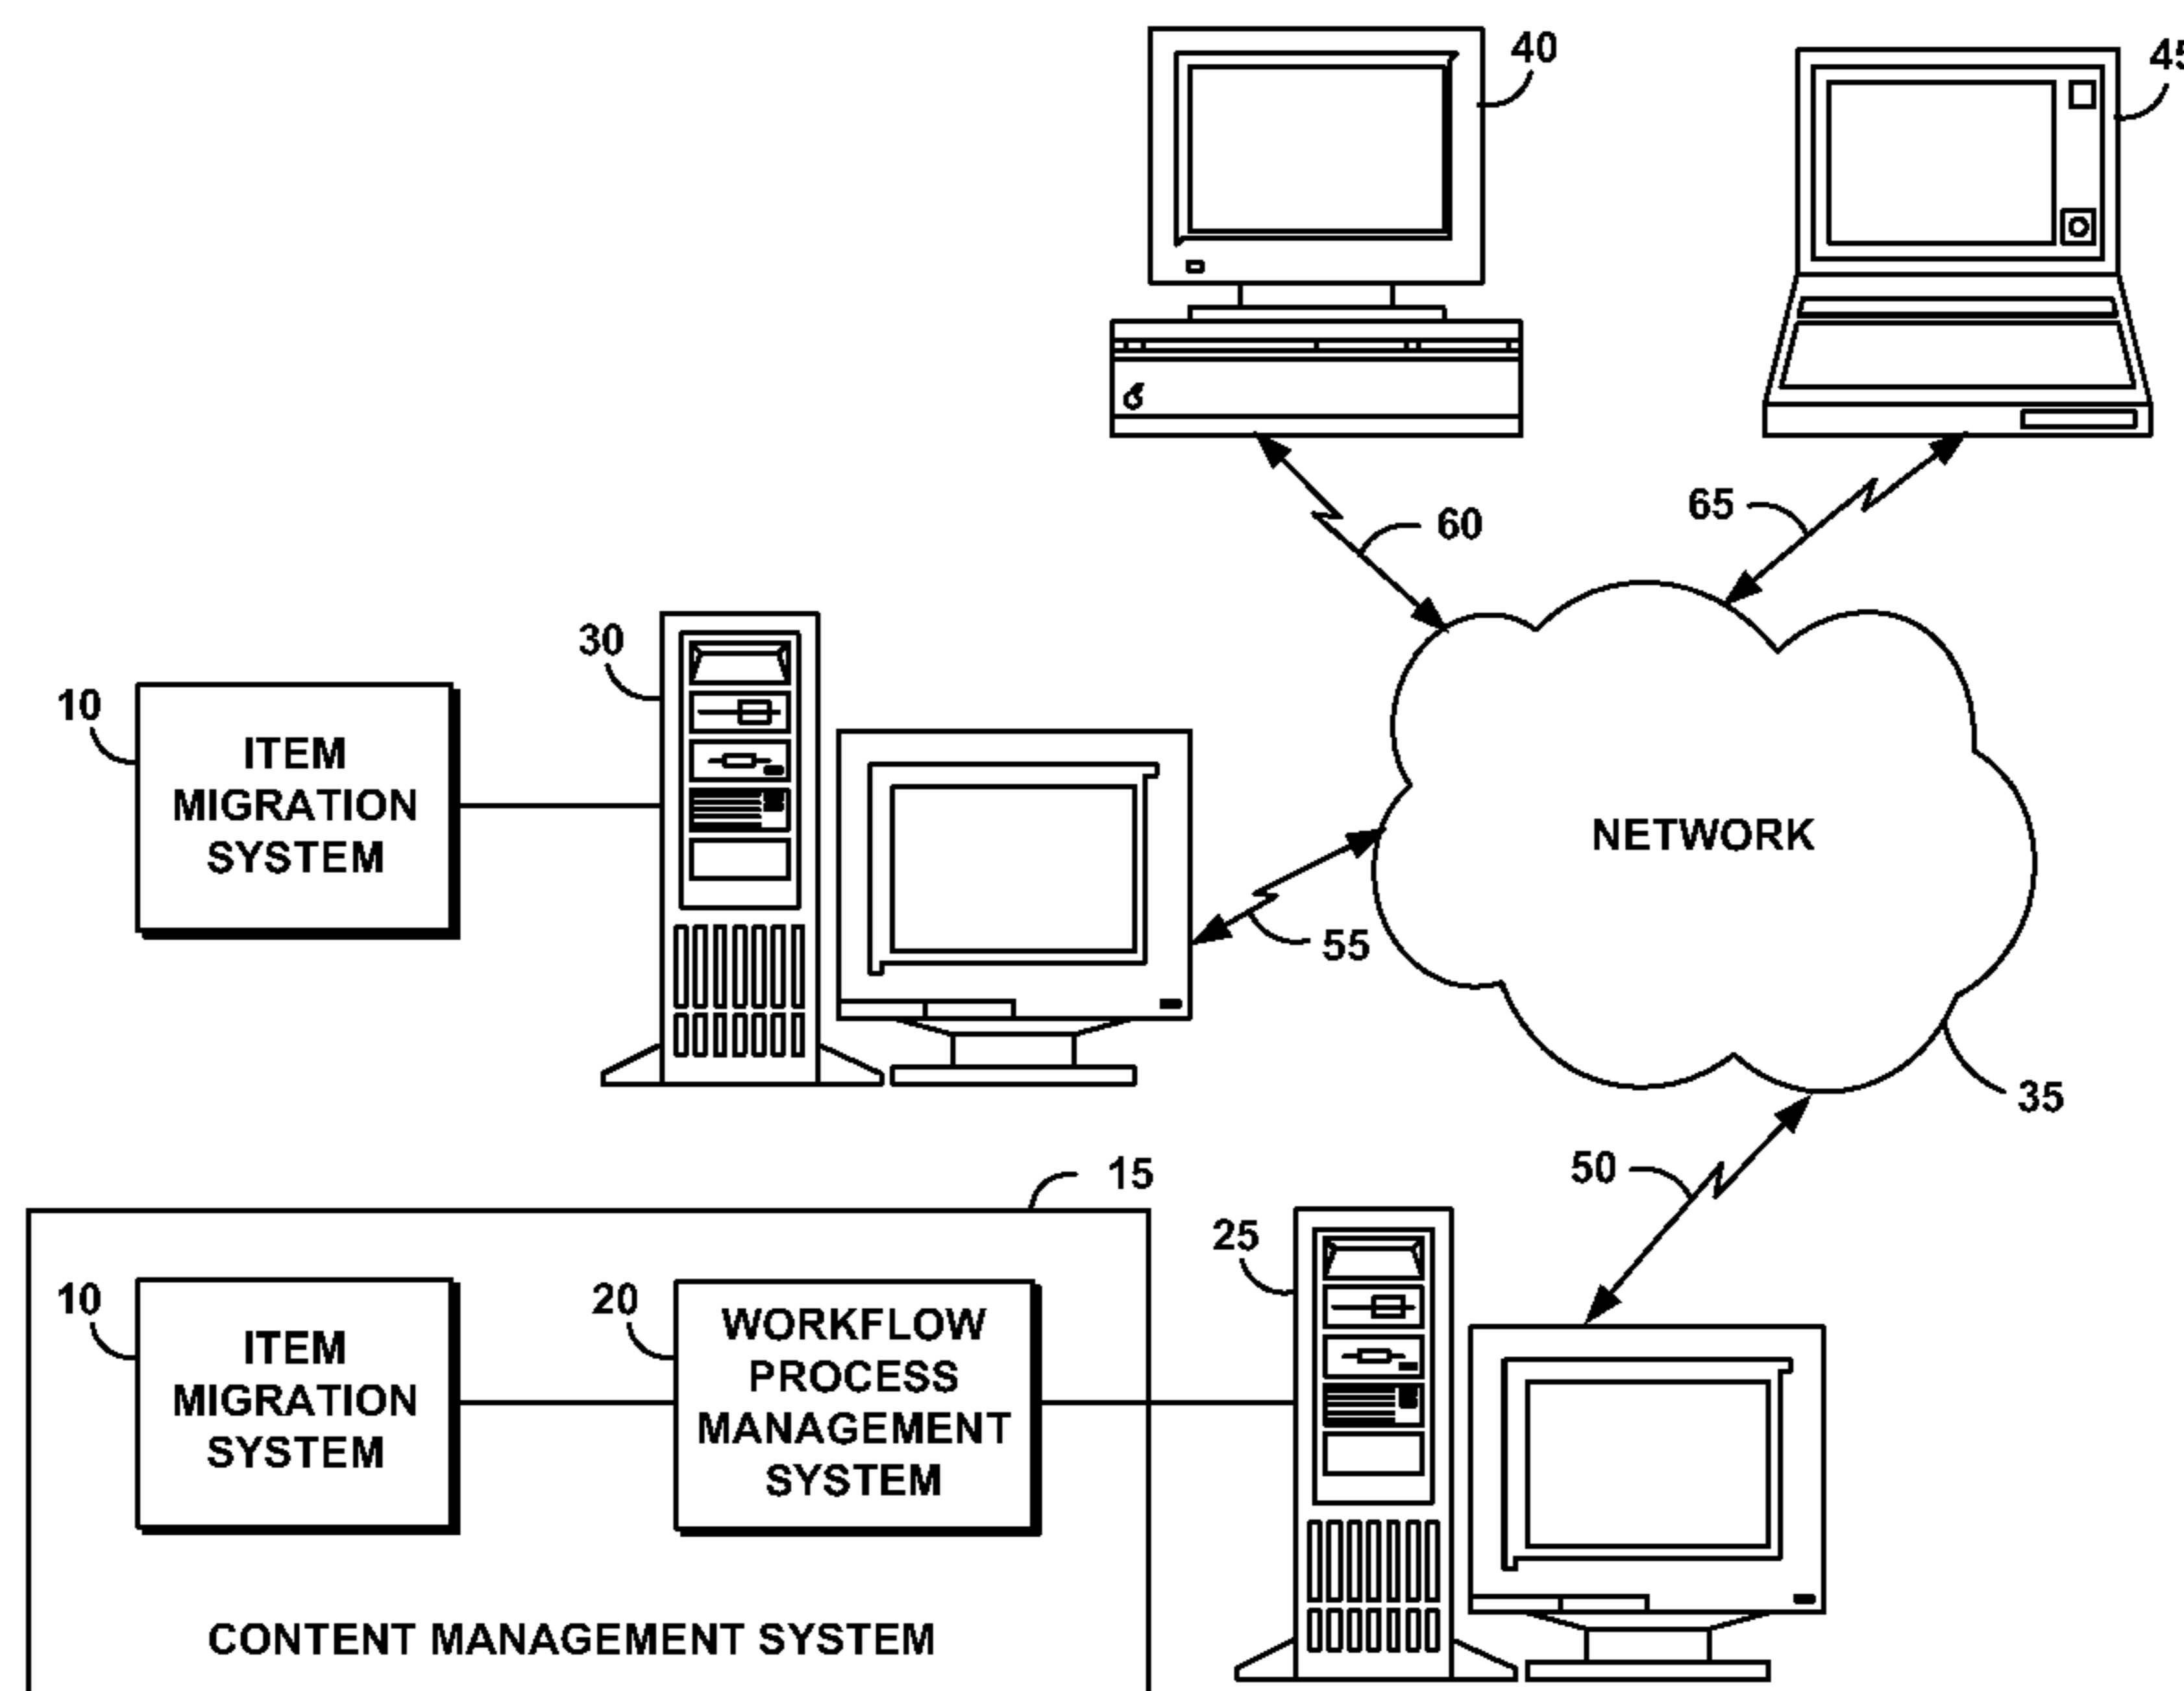 40
45
60
65
30
10
ITEM
MIGRATION
SYSTEM
NETWORK
55
35
15
50
25
10
ITEM
MIGRATION
SYSTEM
20
WORKFLOW
PROCESS
MANAGEMENT
SYSTEM
CONTENT MANAGEMENT SYSTEM